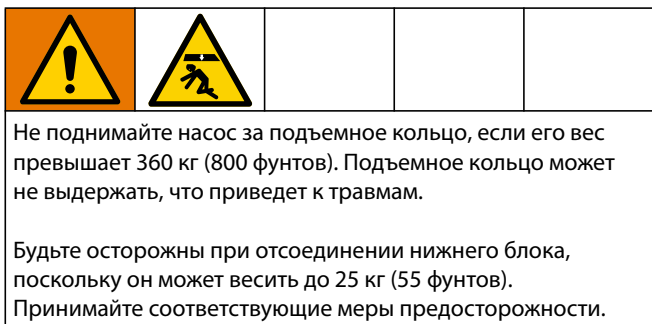 Не поднимайте насос за подъемное кольцо, если его вес
превышает 360 кг (800 фунтов). Подъемное кольцо может
не выдержать, что приведет к травмам.
Будьте осторожны при отсоединении нижнего блока,
поскольку он может весить до 25 кг (55 фунтов).
Принимайте соответствующие меры предосторожности.